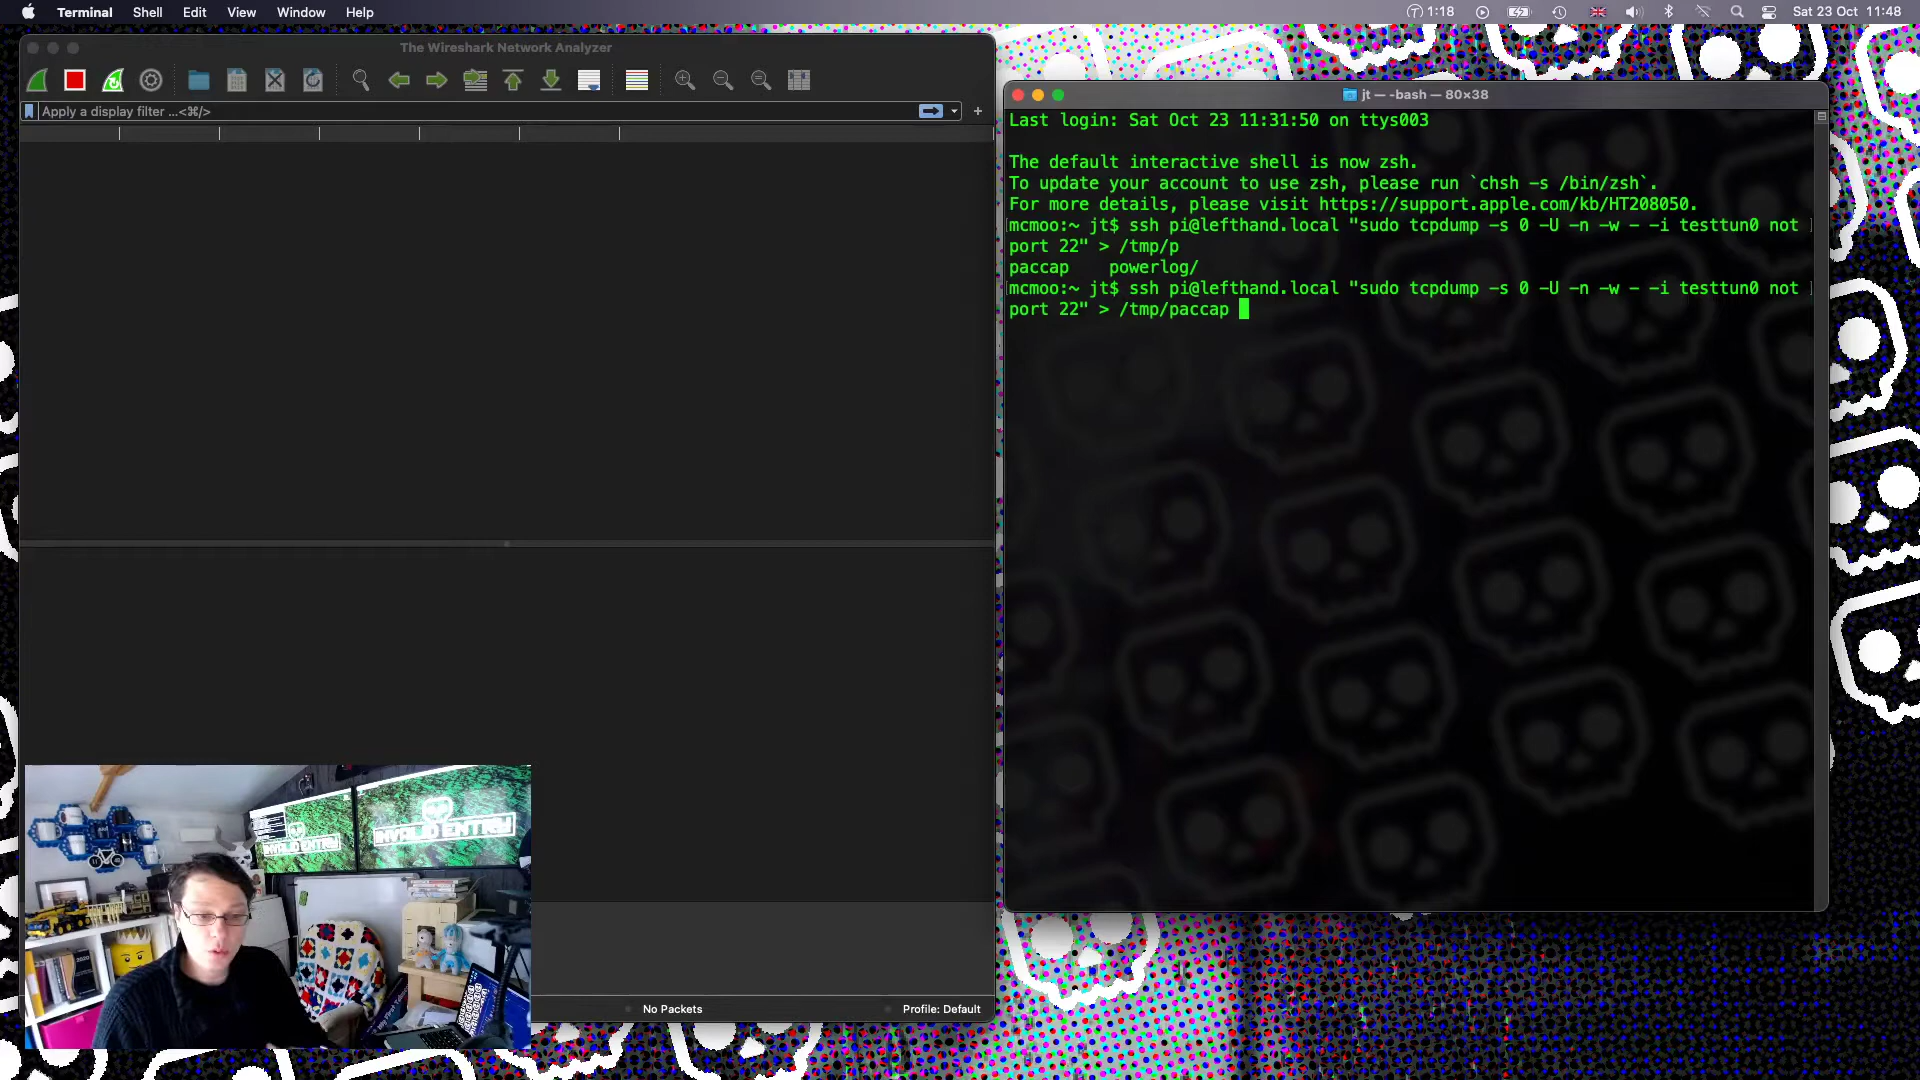 Terminal Shell Edit View Window Help 1:18 Sat 23 Oct 11:48
The Wireshark Network Analyzer
Apply a display filter ...<⌘/>
No Packets Profile: Default
jt — -bash — 80×38
Last login: Sat Oct 23 11:31:50 on ttys003
The default interactive shell is now zsh.
To update your account to use zsh, please run `chsh -s /bin/zsh`.
For more details, please visit https://support.apple.com/kb/HT208050.
[mcmoo:~ jt$ ssh pi@lefthand.local "sudo tcpdump -s 0 -U -n -w - -i testtun0 not ]
port 22" > /tmp/p
paccap powerlog/
[mcmoo:~ jt$ ssh pi@lefthand.local "sudo tcpdump -s 0 -U -n -w - -i testtun0 not ]
port 22" > /tmp/paccap
INVALID ENTRY
INVALID ENTRY
2020